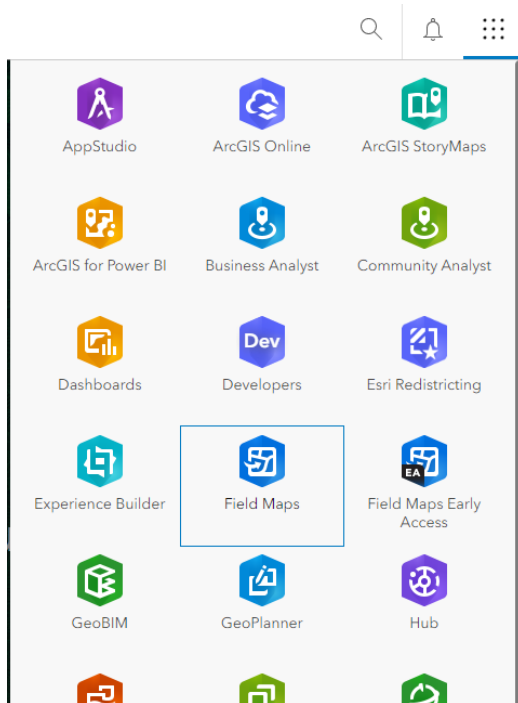 AppStudio
ArcGIS Online
ArcGIS StoryMaps
ArcGIS for Power BI
Business Analyst
Community Analyst
Dev
Dashboards
Developers
Esri Redistricting
EA
Experience Builder
Field Maps
Field Maps Early
Access
GeoBIM
GeoPlanner
Hub